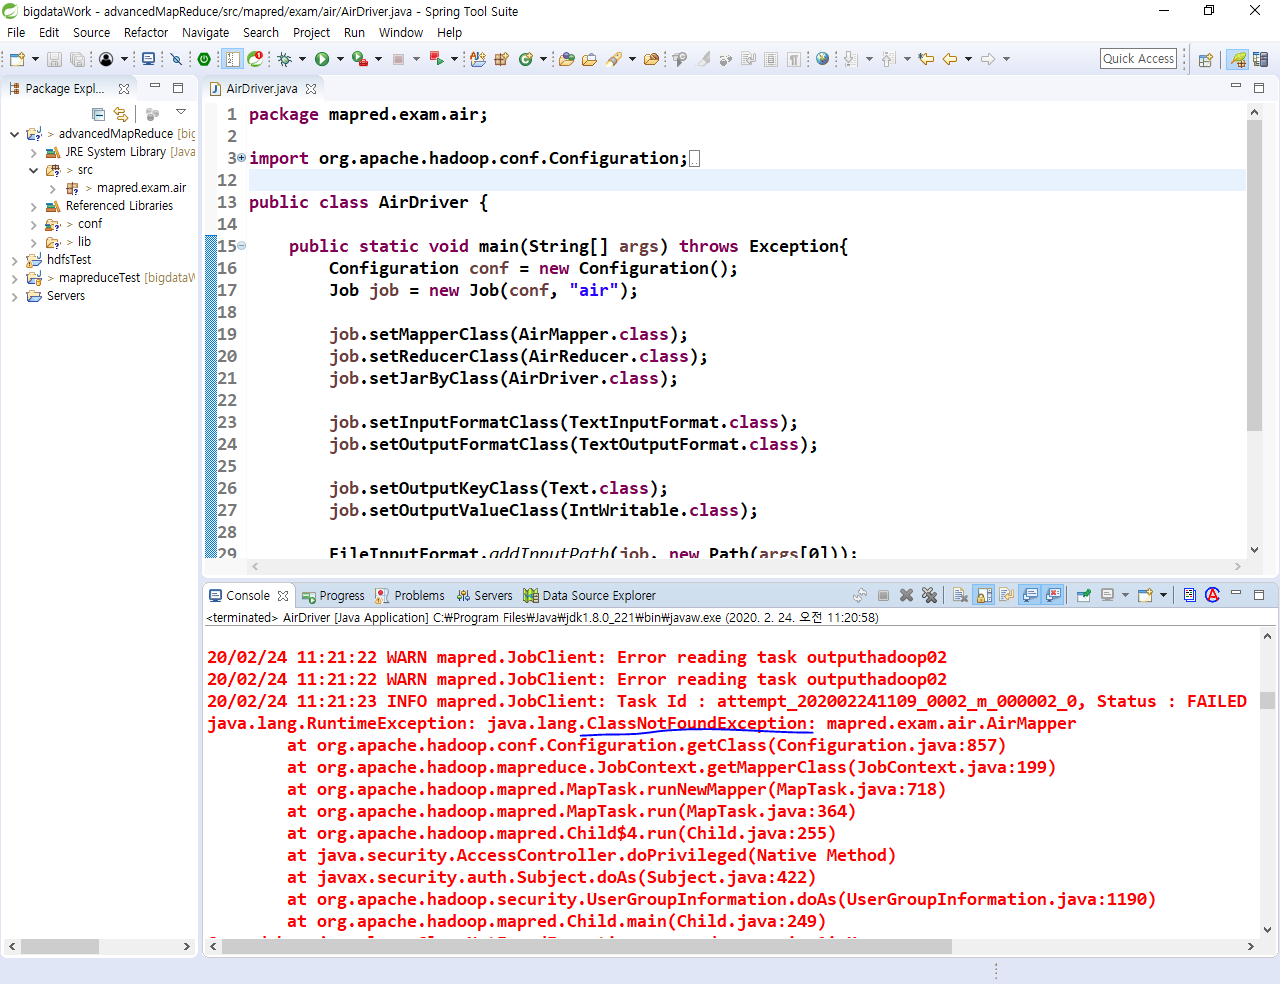 bigdataWork - advancedMapReduce/src/mapred/exam/air/AirDriver.java - Spring Tool Suite
File Edit Source Refactor Navigate Search Project Run Window Help
Quick Access
Package Expl...
AirDriver.java
advancedMapReduce [big
JRE System Library [Java
> src
> mapred.exam.air
Referenced Libraries
> conf
> lib
hdfsTest
> mapreduceTest [bigdataW
Servers
1 package mapred.exam.air;
2
3 import org.apache.hadoop.conf.Configuration;
12
13 public class AirDriver {
14
15 public static void main(String[] args) throws Exception{
16 Configuration conf = new Configuration();
17 Job job = new Job(conf, "air");
18
19 job.setMapperClass(AirMapper.class);
20 job.setReducerClass(AirReducer.class);
21 job.setJarByClass(AirDriver.class);
22
23 job.setInputFormatClass(TextInputFormat.class);
24 job.setOutputFormatClass(TextOutputFormat.class);
25
26 job.setOutputKeyClass(Text.class);
27 job.setOutputValueClass(IntWritable.class);
28
29 FileInputFormat.addInputPath(job, new Path(args[0]));
Console Progress Problems Servers Data Source Explorer
<terminated> AirDriver [Java Application] C:₩Program Files₩Java₩jdk1.8.0_221₩bin₩javaw.exe (2020. 2. 24. 오전 11:20:58)
20/02/24 11:21:22 WARN mapred.JobClient: Error reading task outputhadoop02
20/02/24 11:21:22 WARN mapred.JobClient: Error reading task outputhadoop02
20/02/24 11:21:23 INFO mapred.JobClient: Task Id : attempt_202002241109_0002_m_000002_0, Status : FAILED
java.lang.RuntimeException: java.lang.ClassNotFoundException: mapred.exam.air.AirMapper
at org.apache.hadoop.conf.Configuration.getClass(Configuration.java:857)
at org.apache.hadoop.mapreduce.JobContext.getMapperClass(JobContext.java:199)
at org.apache.hadoop.mapred.MapTask.runNewMapper(MapTask.java:718)
at org.apache.hadoop.mapred.MapTask.run(MapTask.java:364)
at org.apache.hadoop.mapred.Child$4.run(Child.java:255)
at java.security.AccessController.doPrivileged(Native Method)
at javax.security.auth.Subject.doAs(Subject.java:422)
at org.apache.hadoop.security.UserGroupInformation.doAs(UserGroupInformation.java:1190)
at org.apache.hadoop.mapred.Child.main(Child.java:249)